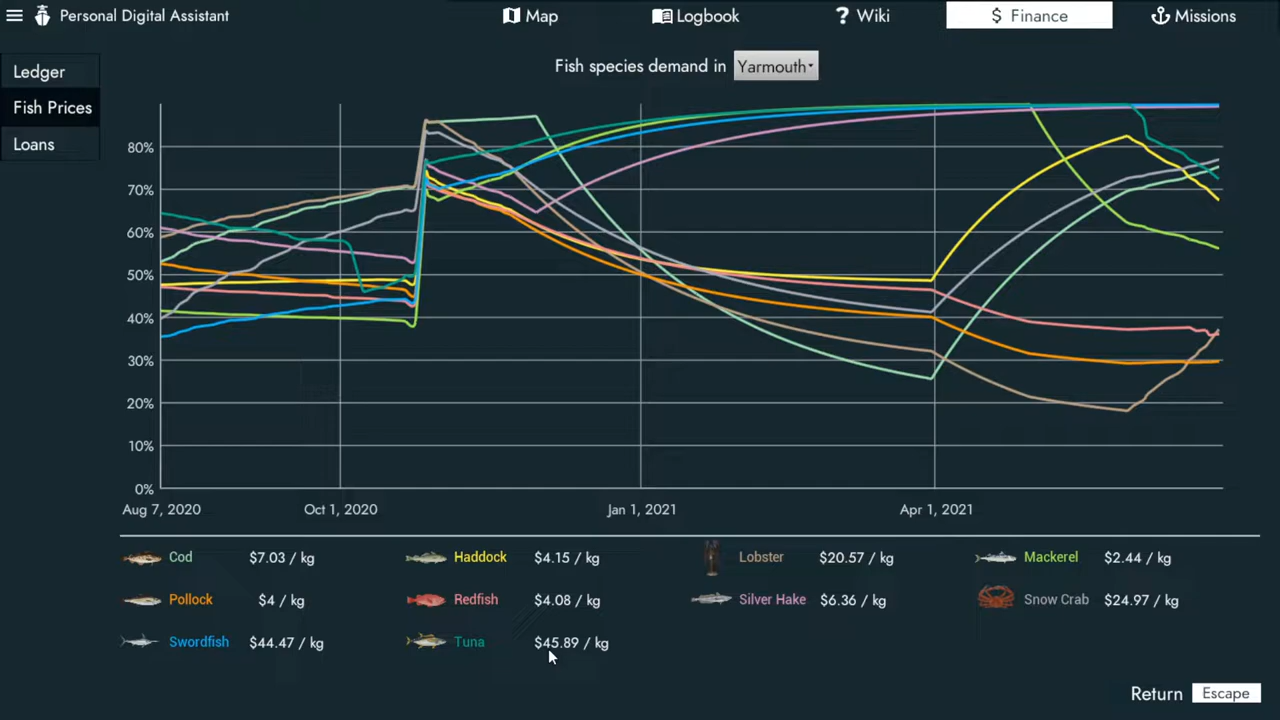 Personal Digital Assistant
Map
Logbook
? Wiki
$ Finance
Missions
Ledger
Fish Prices
Loans
Fish species demand in Yarmouth
80%
70%
60%
50%
40%
30%
20%
10%
0%
Aug 7, 2020 Oct 1, 2020 Jan 1, 2021 Apr 1, 2021
Cod $7.03 / kg Haddock $4.15 / kg Lobster $20.57 / kg Mackerel $2.44 / kg
Pollock $4 / kg Redfish $4.08 / kg Silver Hake $6.36 / kg Snow Crab $24.97 / kg
Swordfish $44.47 / kg Tuna $45.89 / kg
Return Escape